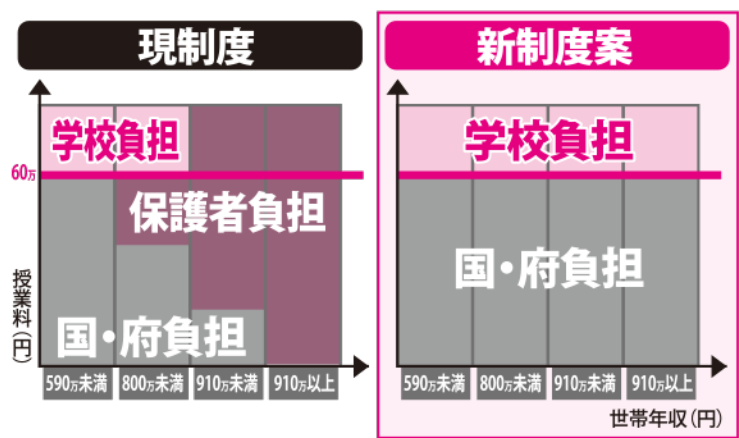 現制度
学校負担
60万
保護者負担
国・府負担
授業料(円)
590万未満
800万未満
910万未満
910万以上
新制度案
学校負担
国・府負担
590万未満
800万未満
910万未満
910万以上
世帯年収(円)